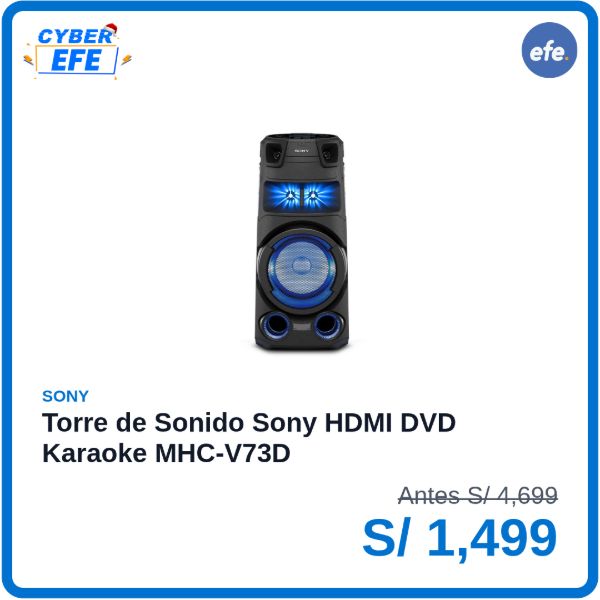 CYBER
EFE
efe.
SONY
SONY
Torre de Sonido Sony HDMI DVD
Karaoke MHC-V73D
Antes S/ 4,699
S/ 1,499